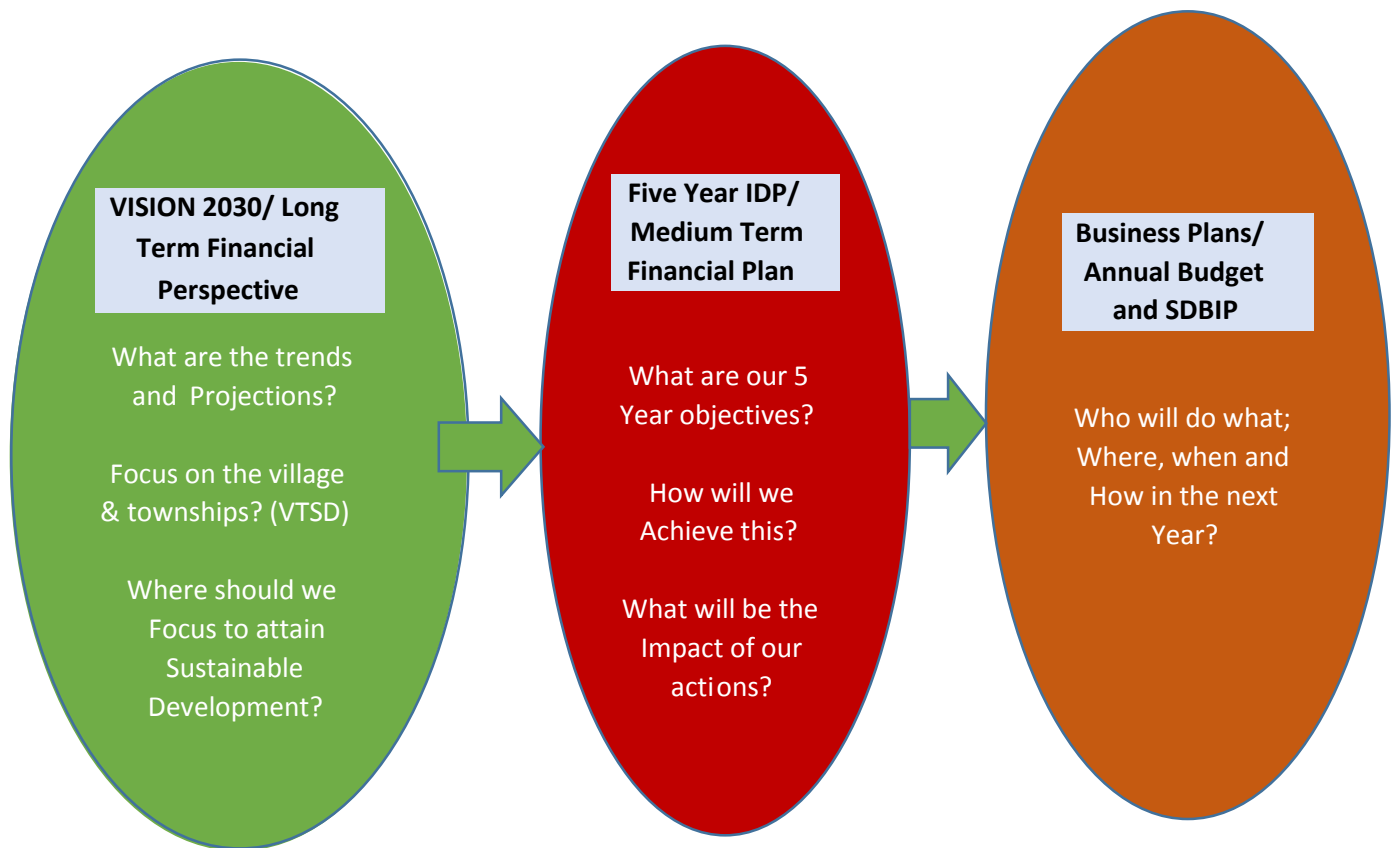 VISION 2030/ Long
Term Financial
Perspective
What are the trends
and Projections?
Focus on the village
& townships? (VTSD)
Where should we
Focus to attain
Sustainable
Development?
Five Year IDP/
Medium Term
Financial Plan
What are our 5
Year objectives?
How will we
Achieve this?
What will be the
Impact of our
actions?
Business Plans/
Annual Budget
and SDBIP
Who will do what;
Where, when and
How in the next
Year?